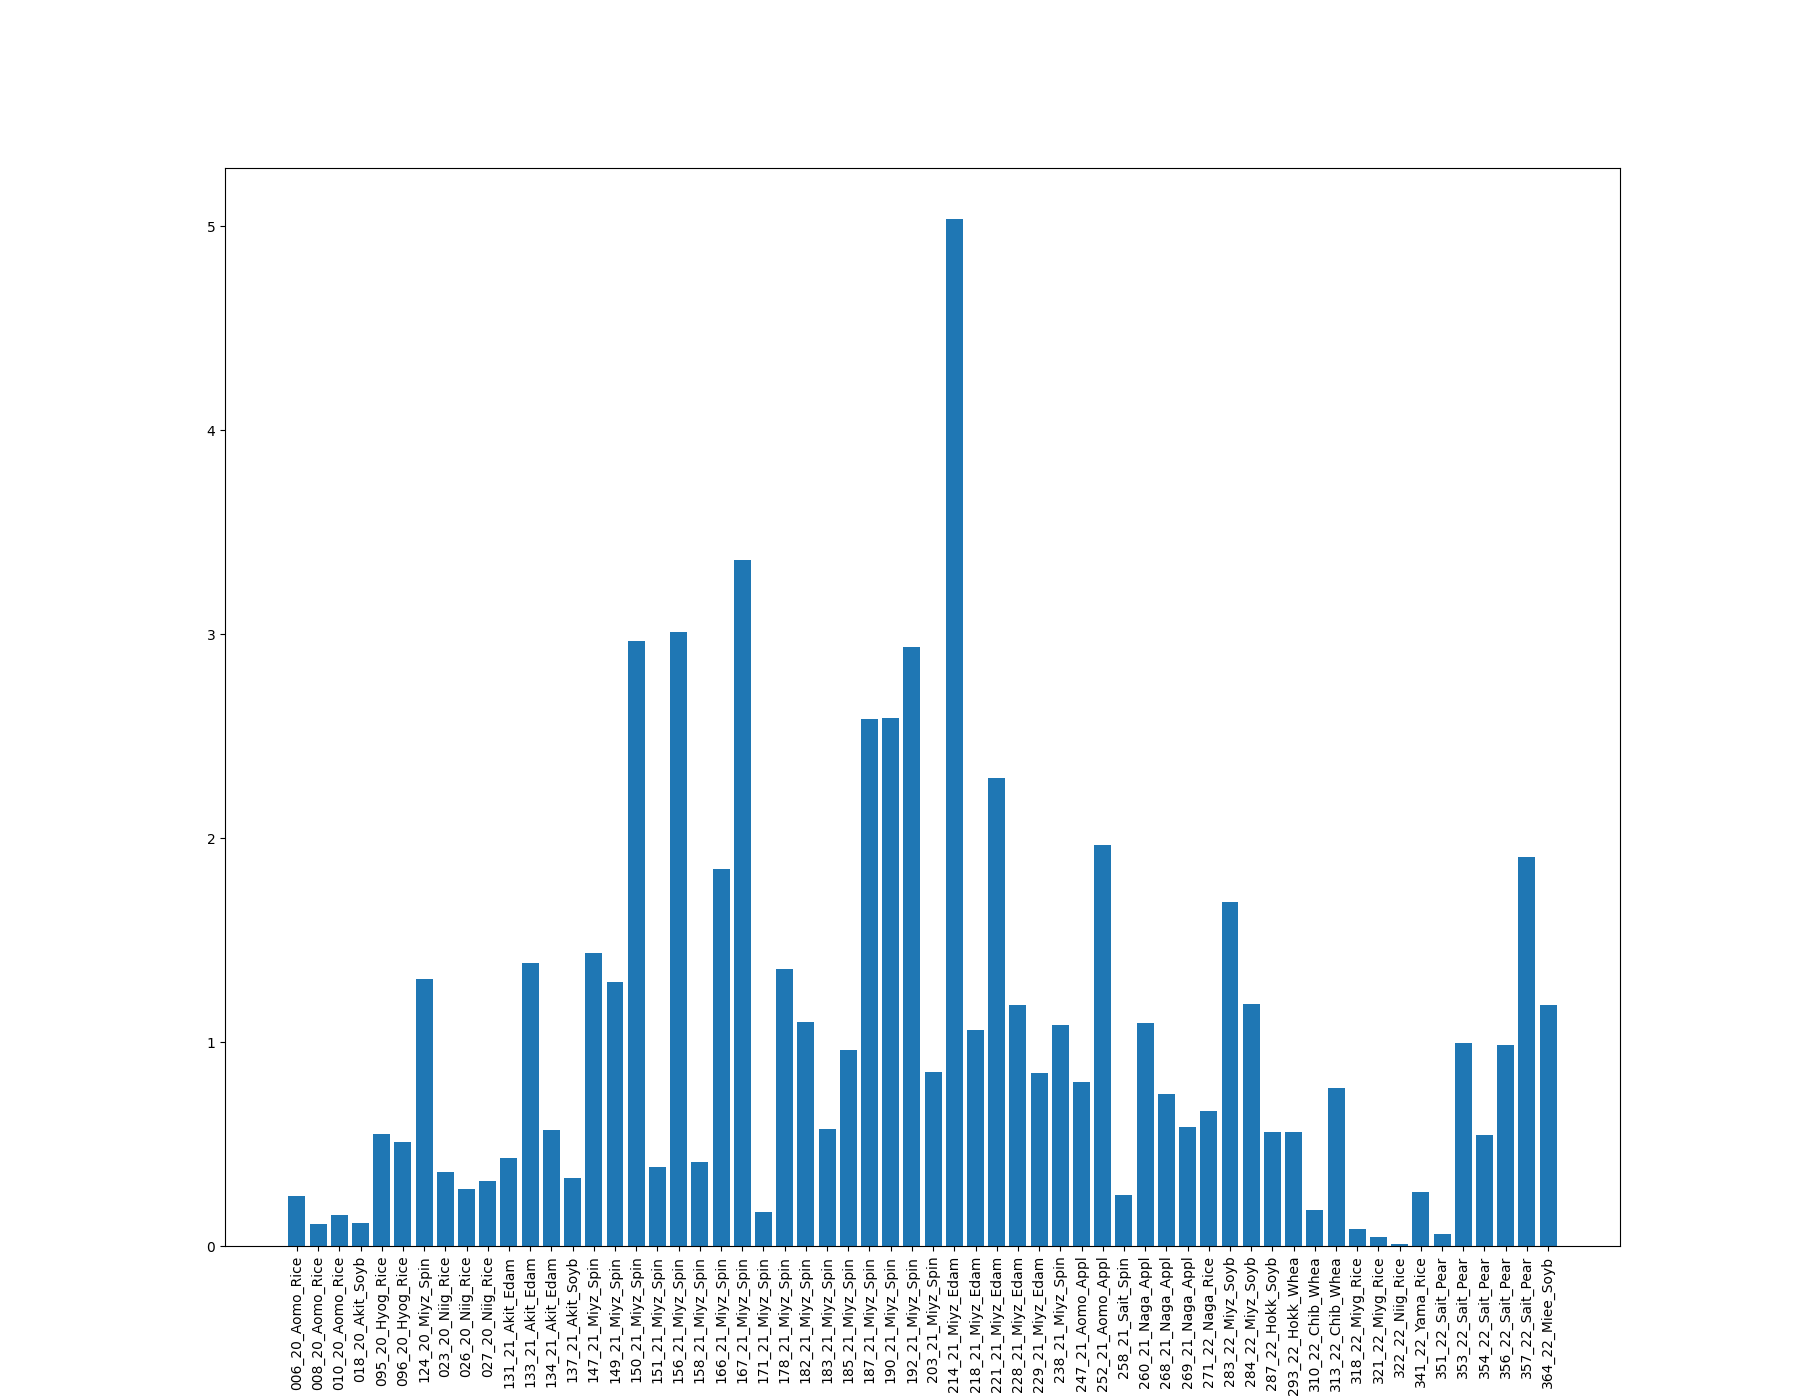 5
4
3
2
1
0
006_20_Aomo_Rice
008_20_Aomo_Rice
010_20_Aomo_Rice
018_20_Akit_Soyb
095_20_Hyog_Rice
096_20_Hyog_Rice
124_20_Miyz_Spin
023_20_Niig_Rice
026_20_Niig_Rice
027_20_Niig_Rice
131_21_Akit_Edam
133_21_Akit_Edam
134_21_Akit_Edam
137_21_Akit_Soyb
147_21_Miyz_Spin
149_21_Miyz_Spin
150_21_Miyz_Spin
151_21_Miyz_Spin
156_21_Miyz_Spin
158_21_Miyz_Spin
166_21_Miyz_Spin
167_21_Miyz_Spin
171_21_Miyz_Spin
178_21_Miyz_Spin
182_21_Miyz_Spin
183_21_Miyz_Spin
185_21_Miyz_Spin
187_21_Miyz_Spin
190_21_Miyz_Spin
192_21_Miyz_Spin
203_21_Miyz_Spin
214_21_Miyz_Edam
218_21_Miyz_Edam
221_21_Miyz_Edam
228_21_Miyz_Edam
229_21_Miyz_Edam
238_21_Miyz_Spin
247_21_Aomo_Appl
252_21_Aomo_Appl
258_21_Sait_Spin
260_21_Naga_Appl
268_21_Naga_Appl
269_21_Naga_Appl
271_22_Naga_Rice
283_22_Miyz_Soyb
284_22_Miyz_Soyb
287_22_Hokk_Soyb
293_22_Hokk_Whea
310_22_Chib_Whea
313_22_Chib_Whea
318_22_Miyg_Rice
321_22_Miyg_Rice
322_22_Niig_Rice
341_22_Yama_Rice
351_22_Sait_Pear
353_22_Sait_Pear
354_22_Sait_Pear
356_22_Sait_Pear
357_22_Sait_Pear
364_22_Miee_Soyb